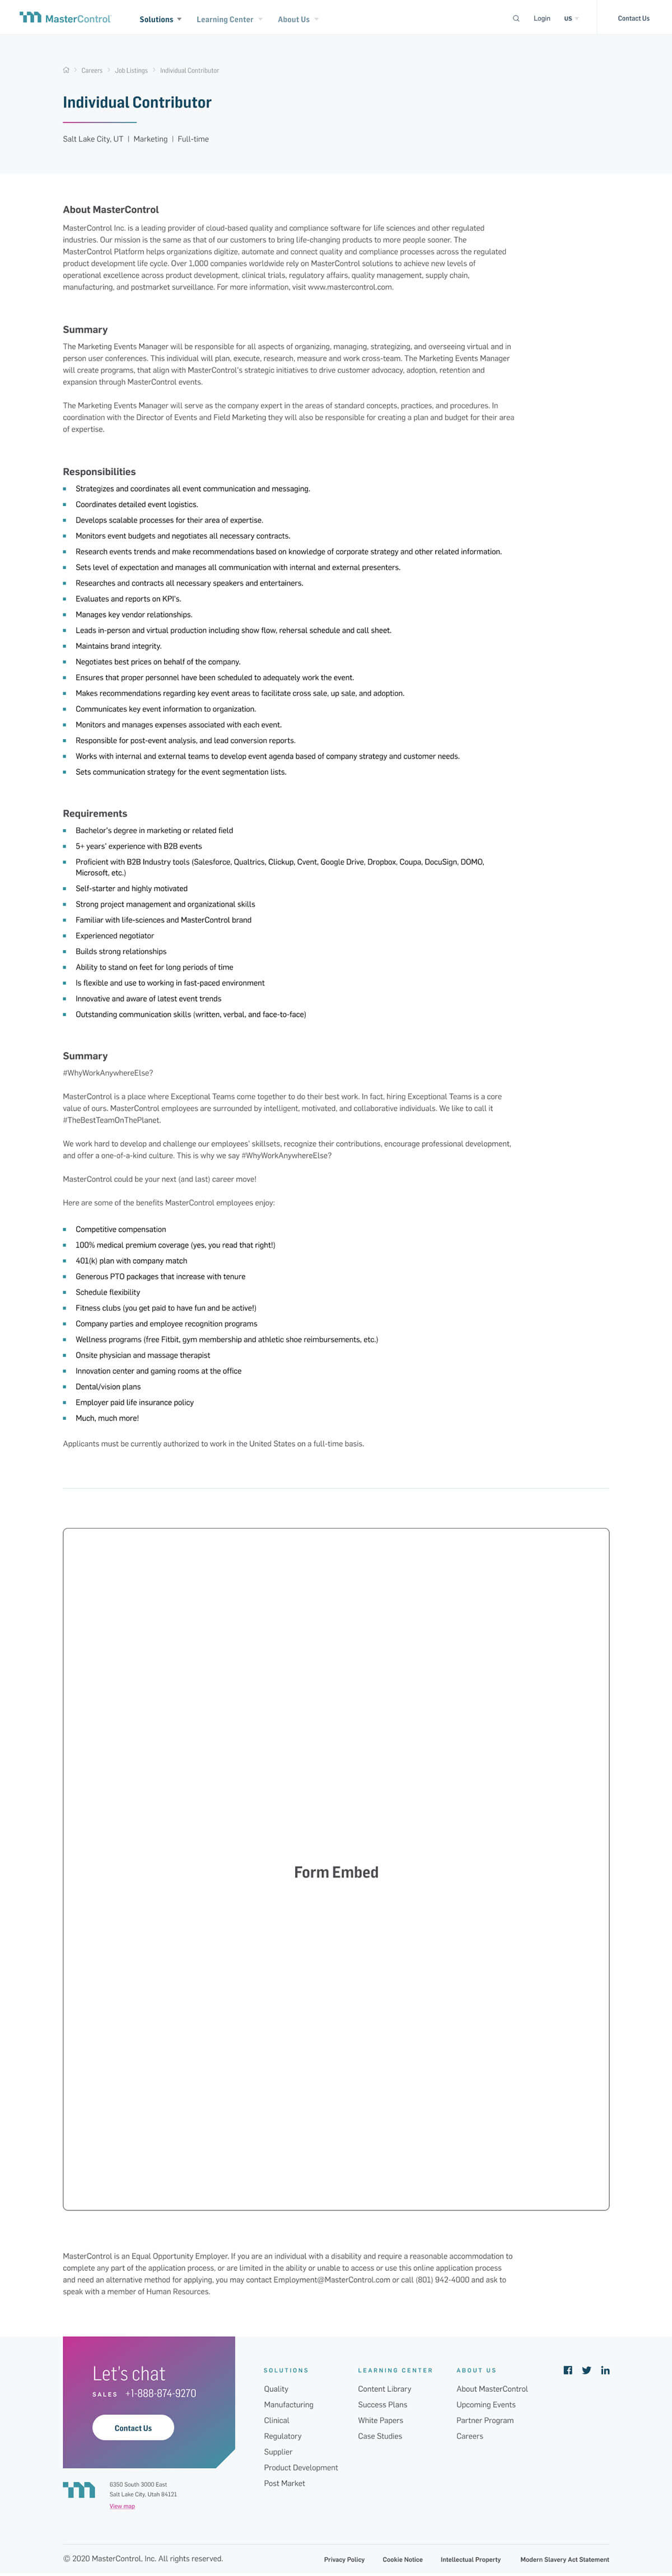 MasterControl
Solutions
Learning Center
About Us
Login
US
Contact Us
Careers
Job Listings
Individual Contributor
Individual Contributor
Salt Lake City, UT | Marketing | Full-time
About MasterControl
MasterControl Inc. is a leading provider of cloud-based quality and compliance software for life sciences and other regulated
industries. Our mission is the same as that of our customers to bring life-changing products to more people sooner. The
MasterControl Platform helps organizations digitize, automate and connect quality and compliance processes across the regulated
product development life cycle. Over 1,000 companies worldwide rely on MasterControl solutions to achieve new levels of
operational excellence across product development, clinical trials, regulatory affairs, quality management, supply chain,
manufacturing, and postmarket surveillance. For more information, visit www.mastercontrol.com.
Summary
The Marketing Events Manager will be responsible for all aspects of organizing, managing, strategizing, and overseeing virtual and in
person user conferences. This individual will plan, execute, research, measure and work cross-team. The Marketing Events Manager
will create programs, that align with MasterControl's strategic initiatives to drive customer advocacy, adoption, retention and
expansion through MasterControl events.
The Marketing Events Manager will serve as the company expert in the areas of standard concepts, practices, and procedures. In
coordination with the Director of Events and Field Marketing they will also be responsible for creating a plan and budget for their area
of expertise.
Responsibilities
Strategizes and coordinates all event communication and messaging.
Coordinates detailed event logistics.
Develops scalable processes for their area of expertise.
Monitors event budgets and negotiates all necessary contracts.
Research events trends and make recommendations based on knowledge of corporate strategy and other related information.
Sets level of expectation and manages all communication with internal and external presenters.
Researches and contracts all necessary speakers and entertainers.
Evaluates and reports on KPI's.
Manages key vendor relationships.
Leads in-person and virtual production including show flow, rehersal schedule and call sheet.
Maintains brand integrity.
Negotiates best prices on behalf of the company.
Ensures that proper personnel have been scheduled to adequately work the event.
Makes recommendations regarding key event areas to facilitate cross sale, up sale, and adoption.
Communicates key event information to organization.
Monitors and manages expenses associated with each event.
Responsible for post-event analysis, and lead conversion reports.
Works with internal and external teams to develop event agenda based of company strategy and customer needs.
Sets communication strategy for the event segmentation lists.
Requirements
Bachelor's degree in marketing or related field
5+ years' experience with B2B events
Proficient with B2B Industry tools (Salesforce, Qualtrics, Clickup, Cvent, Google Drive, Dropbox, Coupa, DocuSign, DOMO,
Microsoft, etc.)
Self-starter and highly motivated
Strong project management and organizational skills
Familiar with life-sciences and MasterControl brand
Experienced negotiator
Builds strong relationships
Ability to stand on feet for long periods of time
Is flexible and use to working in fast-paced environment
Innovative and aware of latest event trends
Outstanding communication skills (written, verbal, and face-to-face)
Summary
#WhyWorkAnywhereElse?
MasterControl is a place where Exceptional Teams come together to do their best work. In fact, hiring Exceptional Teams is a core
value of ours. MasterControl employees are surrounded by intelligent, motivated, and collaborative individuals. We like to call it
#TheBestTeamOnThePlanet.
We work hard to develop and challenge our employees' skillsets, recognize their contributions, encourage professional development,
and offer a one-of-a-kind culture. This is why we say #WhyWorkAnywhereElse?
MasterControl could be your next (and last) career move!
Here are some of the benefits MasterControl employees enjoy:
Competitive compensation
100% medical premium coverage (yes, you read that right!)
401(k) plan with company match
Generous PTO packages that increase with tenure
Schedule flexibility
Fitness clubs (you get paid to have fun and be active!)
Company parties and employee recognition programs
Wellness programs (free Fitbit, gym membership and athletic shoe reimbursements, etc.)
Onsite physician and massage therapist
Innovation center and gaming rooms at the office
Dental/vision plans
Employer paid life insurance policy
Much, much more!
Applicants must be currently authorized to work in the United States on a full-time basis.
Form Embed
MasterControl is an Equal Opportunity Employer. If you are an individual with a disability and require a reasonable accommodation to
complete any part of the application process, or are limited in the ability or unable to access or use this online application process
and need an alternative method for applying, you may contact Employment@MasterControl.com or call (801) 942-4000 and ask to
speak with a member of Human Resources.
Let's chat
SALES +1-888-874-9270
Contact Us
6350 South 3000 East
Salt Lake City, Utah 84121
View map
SOLUTIONS
Quality
Manufacturing
Clinical
Regulatory
Supplier
Product Development
Post Market
LEARNING CENTER
Content Library
Success Plans
White Papers
Case Studies
ABOUT US
About MasterControl
Upcoming Events
Partner Program
Careers
© 2020 MasterControl, Inc. All rights reserved.
Privacy Policy
Cookie Notice
Intellectual Property
Modern Slavery Act Statement